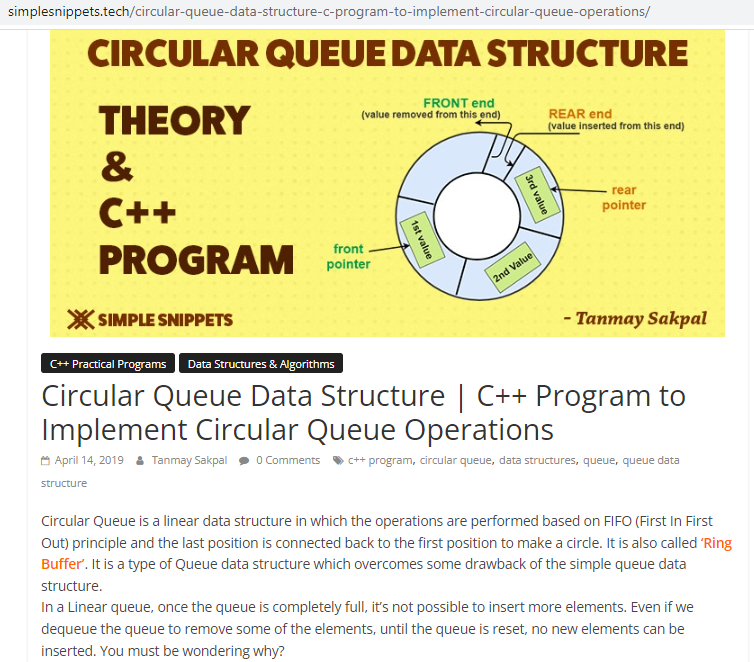 simplesnippets.tech/circular-queue-data-structure-c-program-to-implement-circular-queue-operations/
CIRCULAR QUEUE DATA STRUCTURE
THEORY
&
C++
PROGRAM
FRONT end
(value removed from this end)
REAR end
(value inserted from this end)
3rd value
rear
pointer
1st value
front
pointer
2nd Value
SIMPLE SNIPPETS
- Tanmay Sakpal
C++ Practical Programs
Data Structures & Algorithms
Circular Queue Data Structure | C++ Program to
Implement Circular Queue Operations
April 14, 2019 Tanmay Sakpal 0 Comments c++ program, circular queue, data structures, queue, queue data
structure
Circular Queue is a linear data structure in which the operations are performed based on FIFO (First In First
Out) principle and the last position is connected back to the first position to make a circle. It is also called ‘Ring
Buffer’. It is a type of Queue data structure which overcomes some drawback of the simple queue data
structure.
In a Linear queue, once the queue is completely full, it’s not possible to insert more elements. Even if we
dequeue the queue to remove some of the elements, until the queue is reset, no new elements can be
inserted. You must be wondering why?